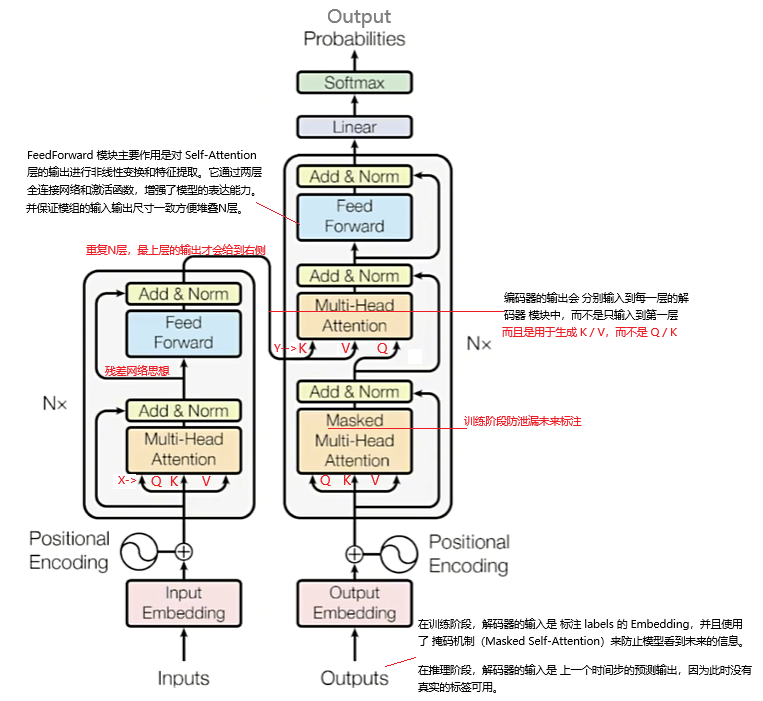 Output
Probabilities
Softmax
Linear
FeedForward 模块主要作用是对 Self-Attention
层的输出进行非线性变换和特征提取。它通过两层
全连接网络和激活函数，增强了模型的表达能力。
并保证模组的输入输出尺寸一致方便堆叠N层。
Add & Norm
Feed
Forward
重复N层，最上层的输出才会给到右侧
Add & Norm
Multi-Head
Attention
Y-->K
V
Q
编码器的输出会 分别输入到每一层的解
码器 模块中，而不是只输入到第一层
而且是用于生成 K / V，而不是 Q / K
N×
Add & Norm
Feed
Forward
残差网络思想
N×
Add & Norm
Multi-Head
Attention
X->
Q
K
V
Add & Norm
Masked
Multi-Head
Attention
训练阶段防泄漏未来标注
Q
K
V
Positional
Encoding
Positional
Encoding
Input
Embedding
Output
Embedding
Inputs
Outputs
在训练阶段，解码器的输入是 标注 labels 的 Embedding，并且使用
了 掩码机制（Masked Self-Attention）来防止模型看到未来的信息。
在推理阶段，解码器的输入是 上一个时间步的预测输出，因为此时没有
真实的标签可用。